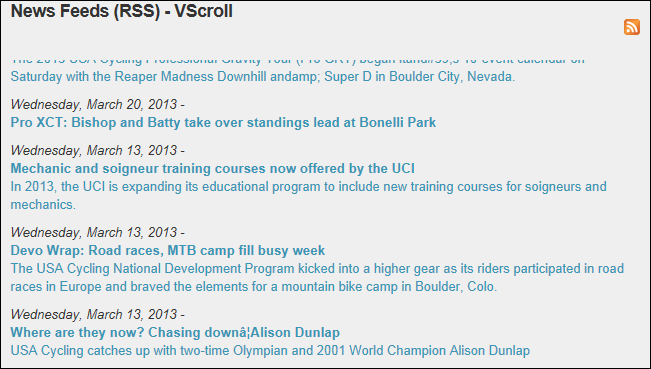 News Feeds (RSS) - VScroll
The 2013 USA Cycling Professional Gravity Tour (Pro GRT) began its 10-event calendar on
Saturday with the Reaper Madness Downhill andamp; Super D in Boulder City, Nevada.
Wednesday, March 20, 2013 -
Pro XCT: Bishop and Batty take over standings lead at Bonelli Park
Wednesday, March 13, 2013 -
Mechanic and soigneur training courses now offered by the UCI
In 2013, the UCI is expanding its educational program to include new training courses for soigneurs and
mechanics.
Wednesday, March 13, 2013 -
Devo Wrap: Road races, MTB camp fill busy week
The USA Cycling National Development Program kicked into a higher gear as its riders participated in road
races in Europe and braved the elements for a mountain bike camp in Boulder, Colo.
Wednesday, March 13, 2013 -
Where are they now? Chasing downâ¦Alison Dunlap
USA Cycling catches up with two-time Olympian and 2001 World Champion Alison Dunlap